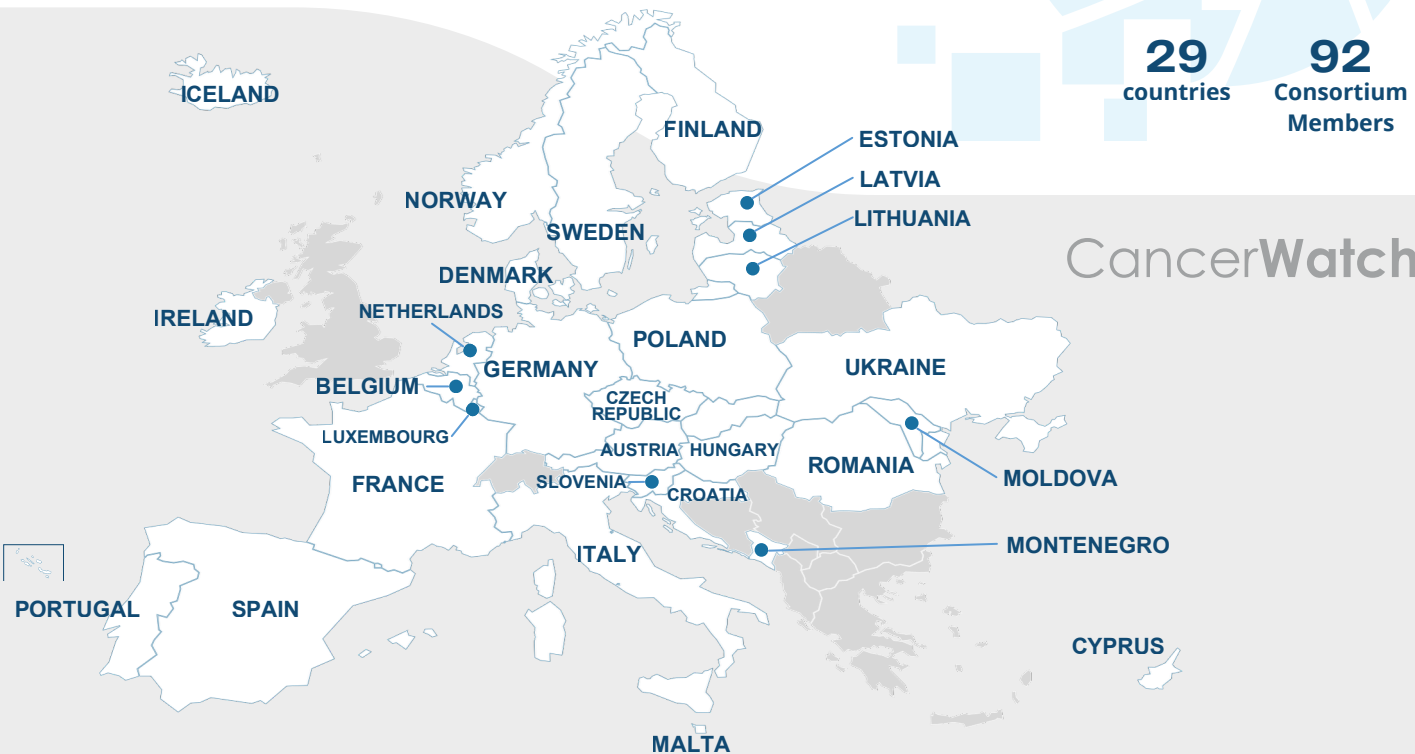 29
countries
92
Consortium
Members
ICELAND
FINLAND
ESTONIA
LATVIA
NORWAY
LITHUANIA
SWEDEN
CancerWatch
DENMARK
NETHERLANDS
IRELAND
POLAND
GERMANY
UKRAINE
BELGIUM
CZECH
REPUBLIC
LUXEMBOURG
AUSTRIA
HUNGARY
ROMANIA
MOLDOVA
FRANCE
SLOVENIA
CROATIA
MONTENEGRO
ITALY
PORTUGAL
SPAIN
CYPRUS
MALTA